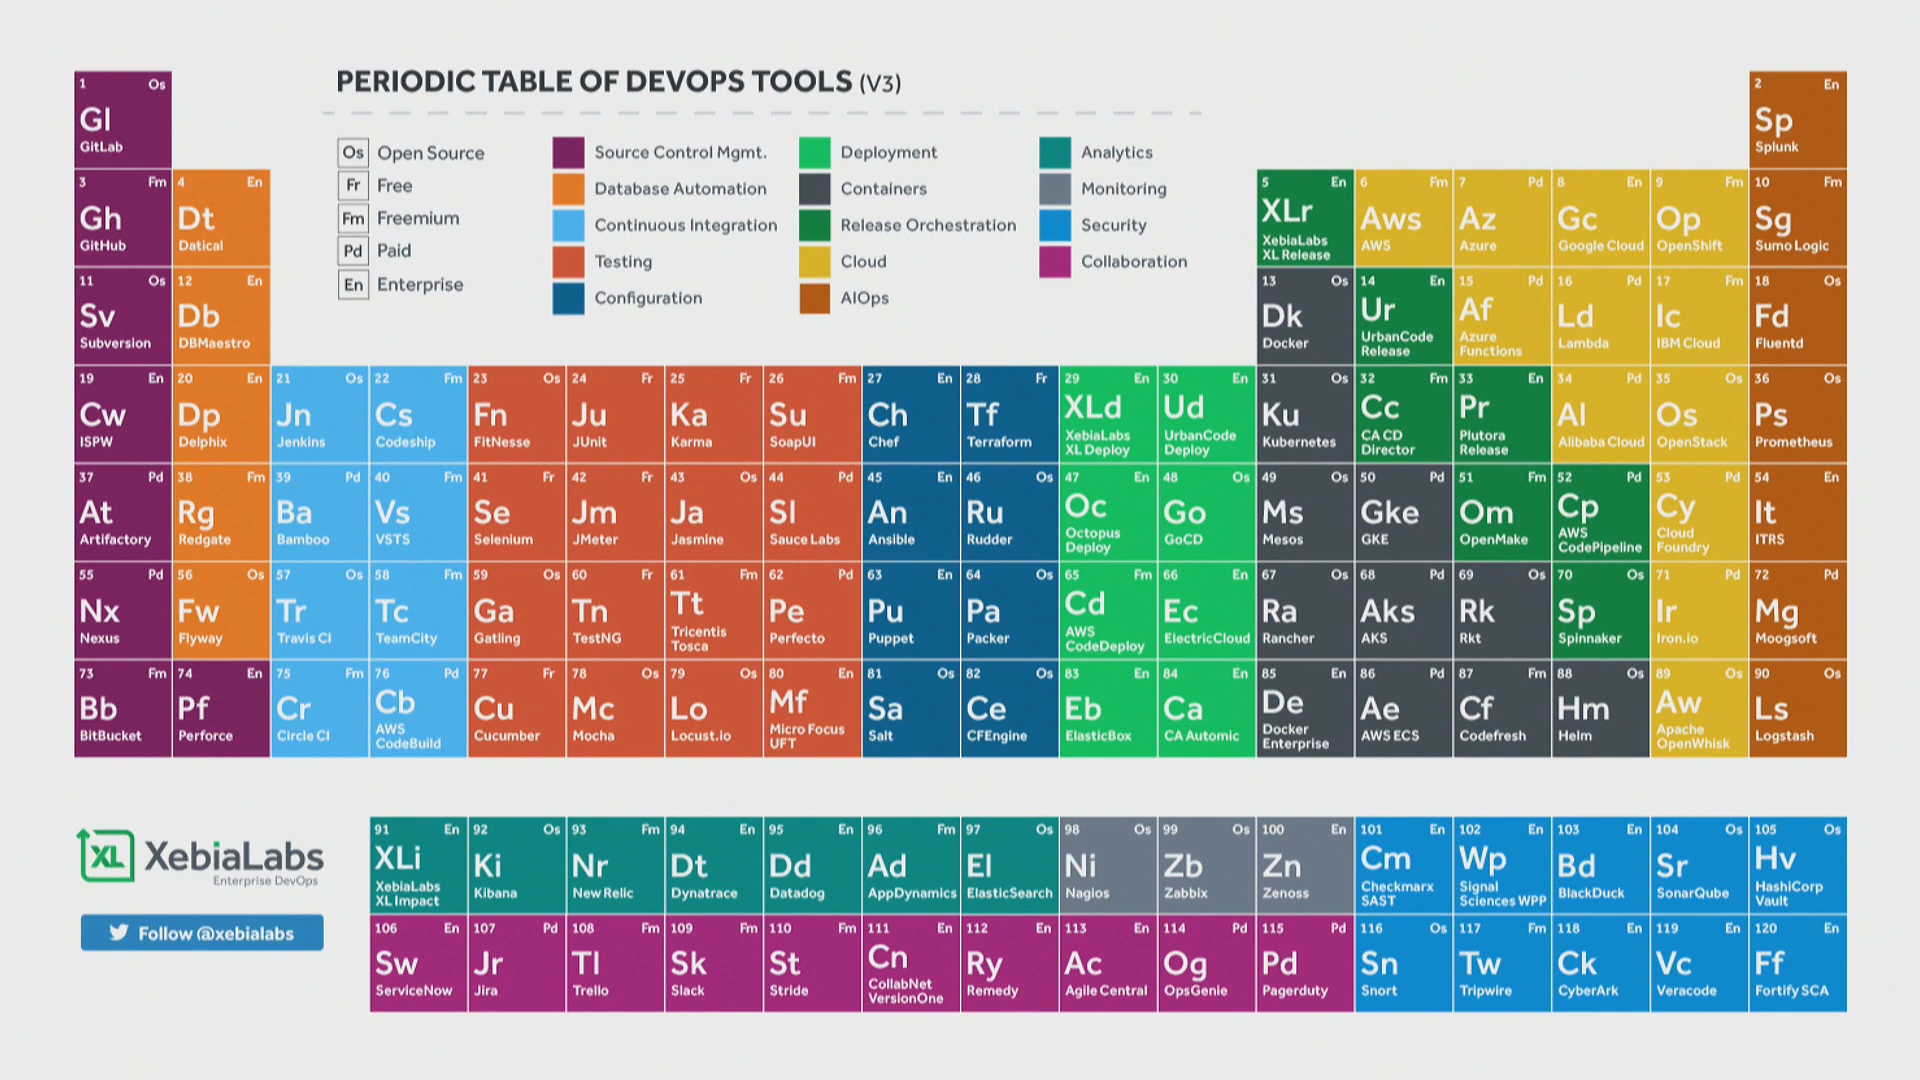 PERIODIC TABLE OF DEVOPS TOOLS (V3)
Os Open Source
Fr Free
Fm Freemium
Pd Paid
En Enterprise
Source Control Mgmt.
Database Automation
Continuous Integration
Testing
Configuration
Deployment
Containers
Release Orchestration
Cloud
AIOps
Analytics
Monitoring
Security
Collaboration
1 Os
Gl
GitLab
2 En
Sp
Splunk
3 Fm
Gh
GitHub
4 En
Dt
Datical
5 En
XLr
XebiaLabs
XL Release
6 Fm
Aws
AWS
7 Pd
Az
Azure
8 En
Gc
Google Cloud
9 Fm
Op
OpenShift
10 Fm
Sg
Sumo Logic
11 Os
Sv
Subversion
12 En
Db
DBMaestro
13 Os
Dk
Docker
14 En
Ur
UrbanCode
Release
15 Pd
Af
Azure
Functions
16 Pd
Ld
Lambda
17 Fm
Ic
IBM Cloud
18 Os
Fd
Fluentd
19 En
Cw
ISPW
20 En
Dp
Delphix
21 Os
Jn
Jenkins
22 Fm
Cs
Codeship
23 Os
Fn
FitNesse
24 Fr
Ju
JUnit
25 Fr
Ka
Karma
26 Fm
Su
SoapUI
27 En
Ch
Chef
28 Fr
Tf
Terraform
29 En
XLd
XebiaLabs
XL Deploy
30 En
Ud
UrbanCode
Deploy
31 Os
Ku
Kubernetes
32 Fm
Cc
CA CD
Director
33 En
Pr
Plutora
Release
34 Pd
Al
Alibaba Cloud
35 Os
Os
OpenStack
36 Os
Ps
Prometheus
37 Pd
At
Artifactory
38 Fm
Rg
Redgate
39 Pd
Ba
Bamboo
40 Fm
Vs
VSTS
41 Fr
Se
Selenium
42 Fr
Jm
JMeter
43 Os
Ja
Jasmine
44 Pd
Sl
Sauce Labs
45 En
An
Ansible
46 Os
Ru
Rudder
47 En
Oc
Octopus
Deploy
48 Os
Go
GoCD
49 Os
Ms
Mesos
50 Pd
Gke
GKE
51 Fm
Om
OpenMake
52 Pd
Cp
AWS
CodePipeline
53 Pd
Cy
Cloud
Foundry
54 En
It
ITRS
55 Pd
Nx
Nexus
56 Os
Fw
Flyway
57 Os
Tr
Travis CI
58 Fm
Tc
TeamCity
59 Os
Ga
Gatling
60 Fr
Tn
TestNG
61 Fm
Tt
Tricentis
Tosca
62 Pd
Pe
Perfecto
63 En
Pu
Puppet
64 Os
Pa
Packer
65 Fm
Cd
AWS
CodeDeploy
66 En
Ec
ElectricCloud
67 Os
Ra
Rancher
68 Pd
Aks
AKS
69 Os
Rk
Rkt
70 Os
Sp
Spinnaker
71 Pd
Ir
Iron.io
72 Pd
Mg
Moogsoft
73 Fm
Bb
BitBucket
74 En
Pf
Perforce
75 Fm
Cr
Circle CI
76 Pd
Cb
AWS
CodeBuild
77 Fr
Cu
Cucumber
78 Os
Mc
Mocha
79 Os
Lo
Locust.io
80 En
Mf
Micro Focus
UFT
81 Os
Sa
Salt
82 Os
Ce
CFEngine
83 En
Eb
ElasticBox
84 En
Ca
CA Automic
85 En
De
Docker
Enterprise
86 Pd
Ae
AWS ECS
87 Fm
Cf
Codefresh
88 Os
Hm
Helm
89 Os
Aw
Apache
OpenWhisk
90 Os
Ls
Logstash
XL XebiaLabs
Enterprise DevOps
Follow @xebialabs
91 En
XLi
XebiaLabs
XL Impact
92 Os
Ki
Kibana
93 Fm
Nr
New Relic
94 En
Dt
Dynatrace
95 En
Dd
Datadog
96 Fm
Ad
AppDynamics
97 Os
El
ElasticSearch
98 Os
Ni
Nagios
99 Os
Zb
Zabbix
100 En
Zn
Zenoss
101 En
Cm
Checkmarx
SAST
102 En
Wp
Signal
Sciences WPP
103 En
Bd
BlackDuck
104 Os
Sr
SonarQube
105 Os
Hv
HashiCorp
Vault
106 En
Sw
ServiceNow
107 Pd
Jr
Jira
108 Fm
Tl
Trello
109 Fm
Sk
Slack
110 Fm
St
Stride
111 En
Cn
CollabNet
VersionOne
112 En
Ry
Remedy
113 En
Ac
Agile Central
114 Pd
Og
OpsGenie
115 Pd
Pd
Pagerduty
116 Os
Sn
Snort
117 Fm
Tw
Tripwire
118 En
Ck
CyberArk
119 En
Vc
Veracode
120 En
Ff
Fortify SCA